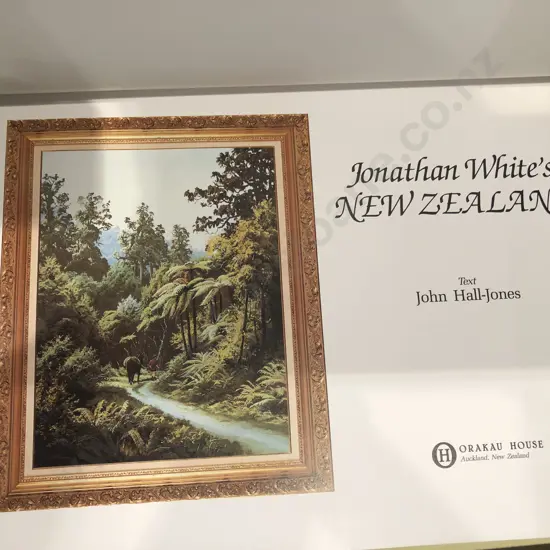 Jonathan White's
NEW ZEALAN
Text
John Hall-Jones
H ORAKAU HOUSE
Auckland, New Zealand